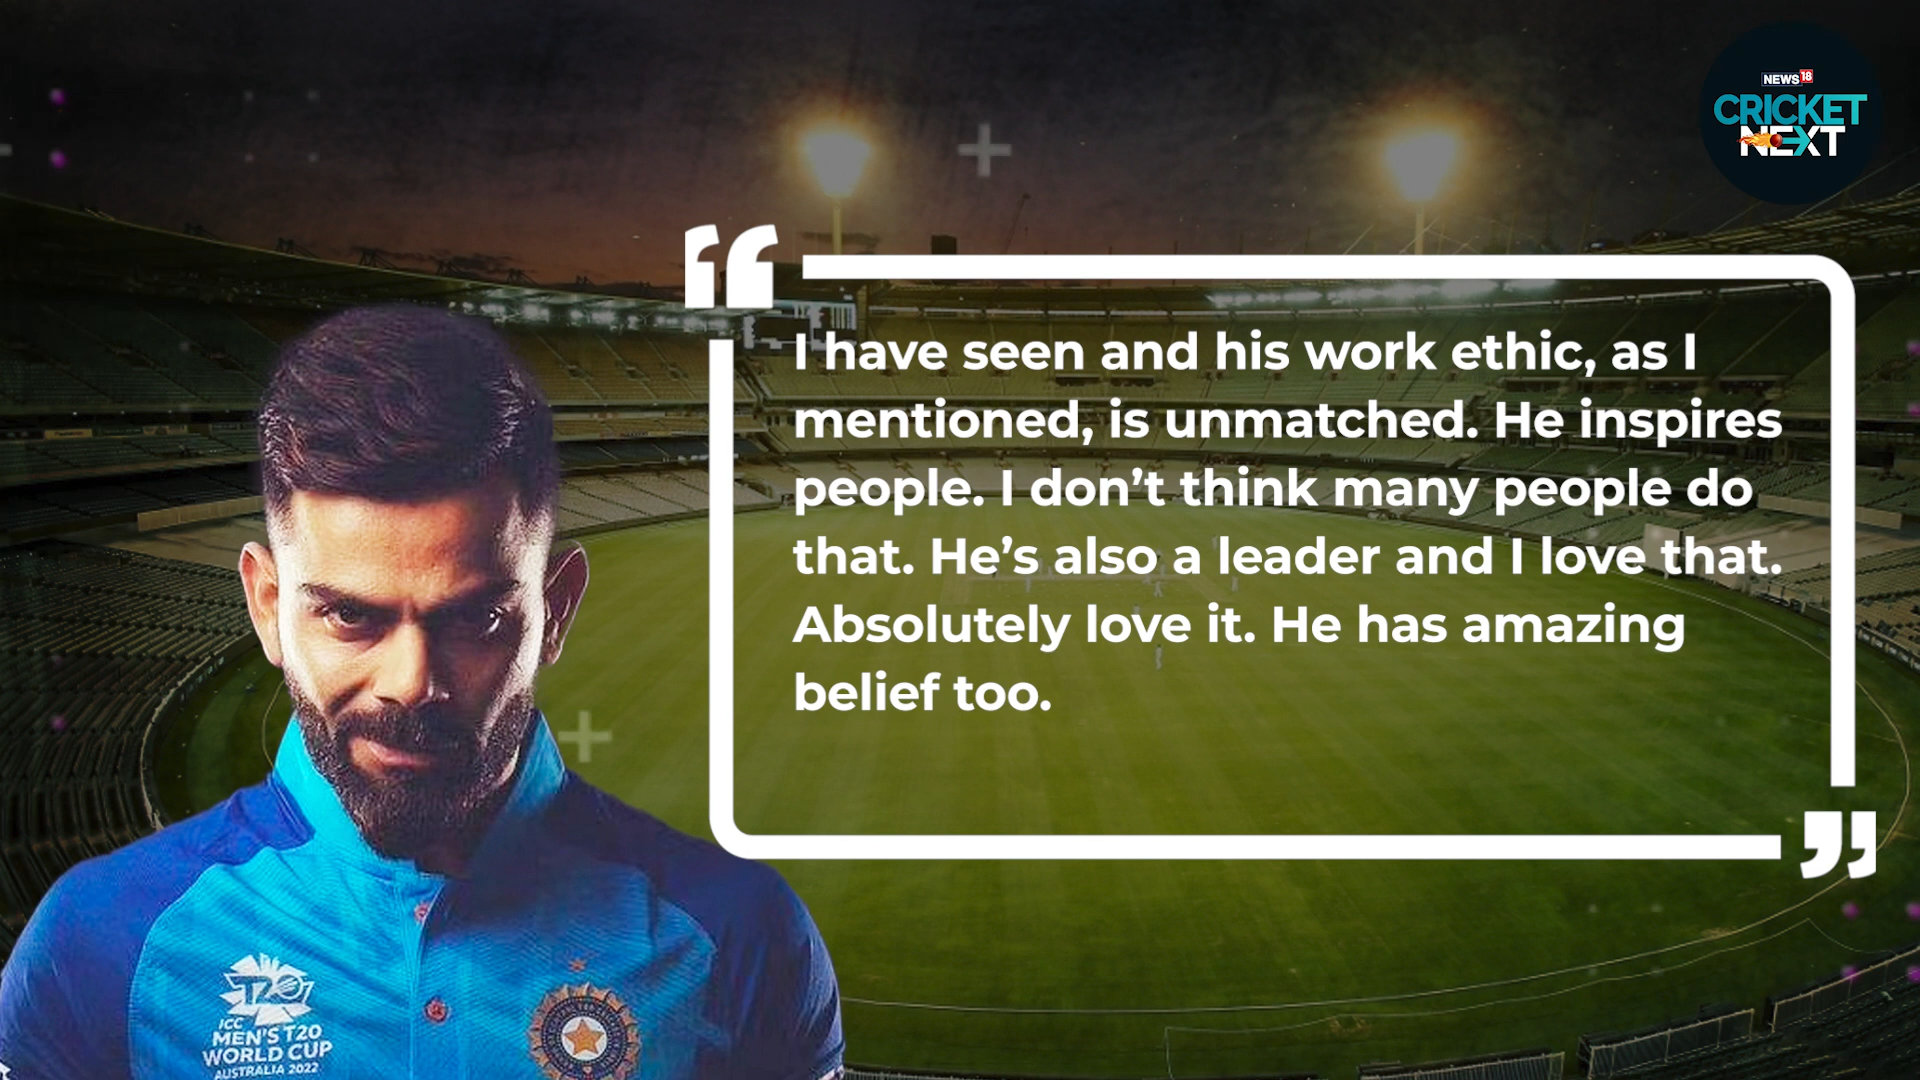 NEWS18
CRICKET
NEXT
“
I have seen and his work ethic, as I
mentioned, is unmatched. He inspires
people. I don’t think many people do
that. He’s also a leader and I love that.
Absolutely love it. He has amazing
belief too.
”
T20
ICC
MEN'S T20
WORLD CUP
AUSTRALIA 2022